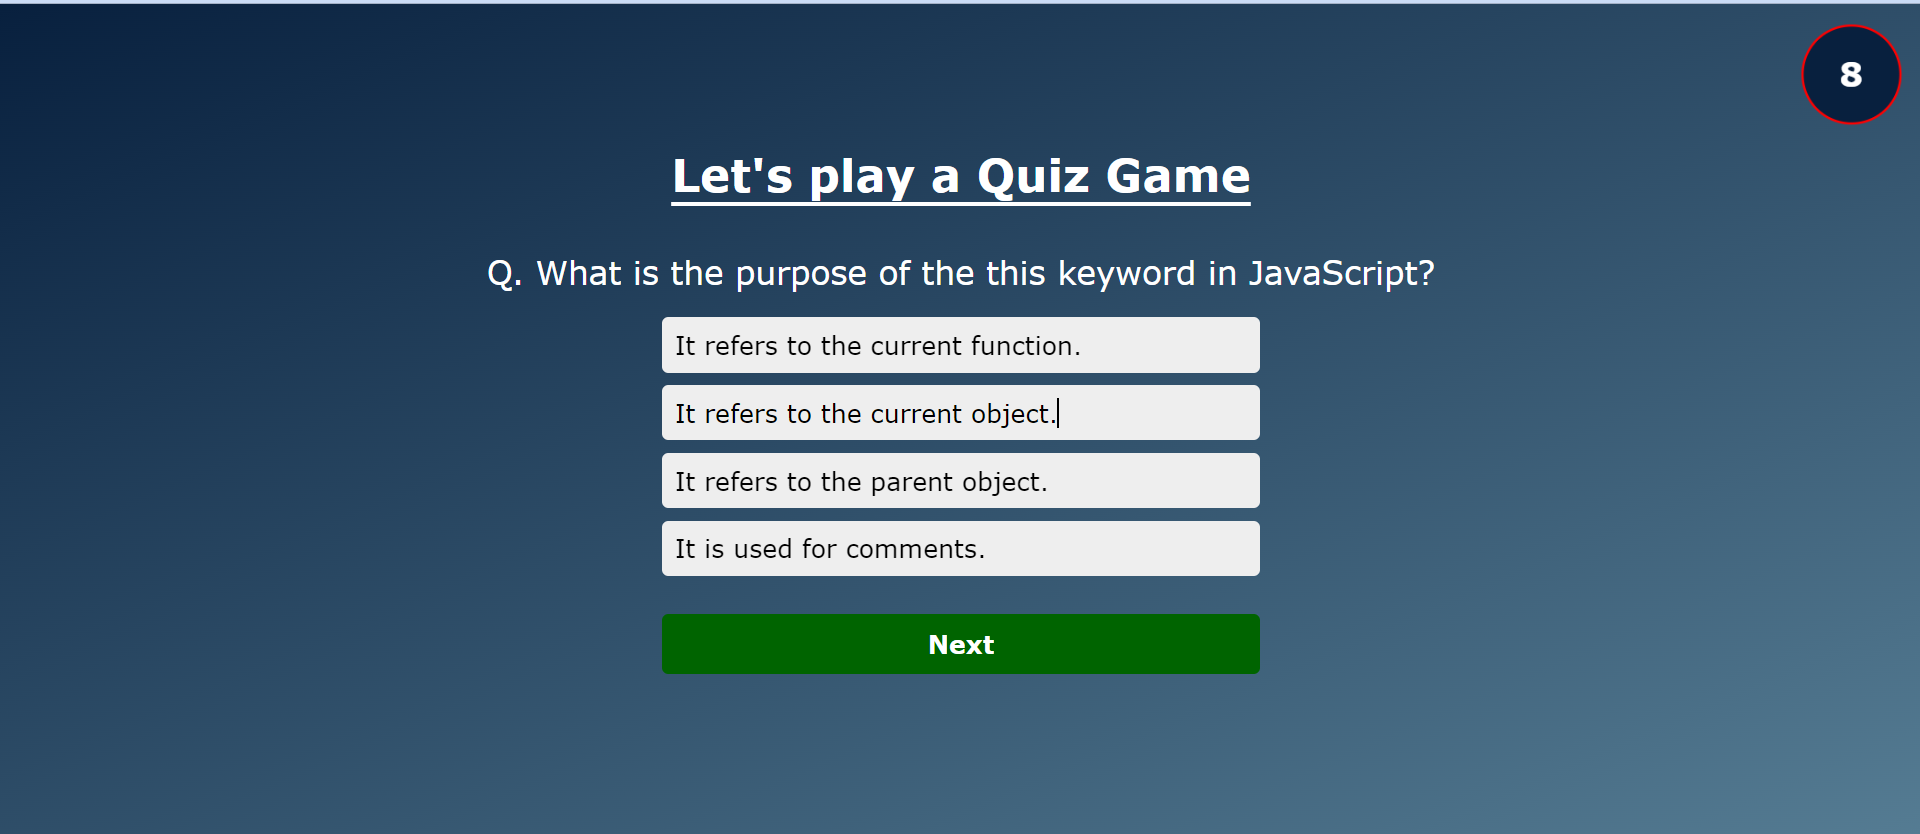 8
Let's play a Quiz Game
Q. What is the purpose of the this keyword in JavaScript?
It refers to the current function.
It refers to the current object.
It refers to the parent object.
It is used for comments.
Next